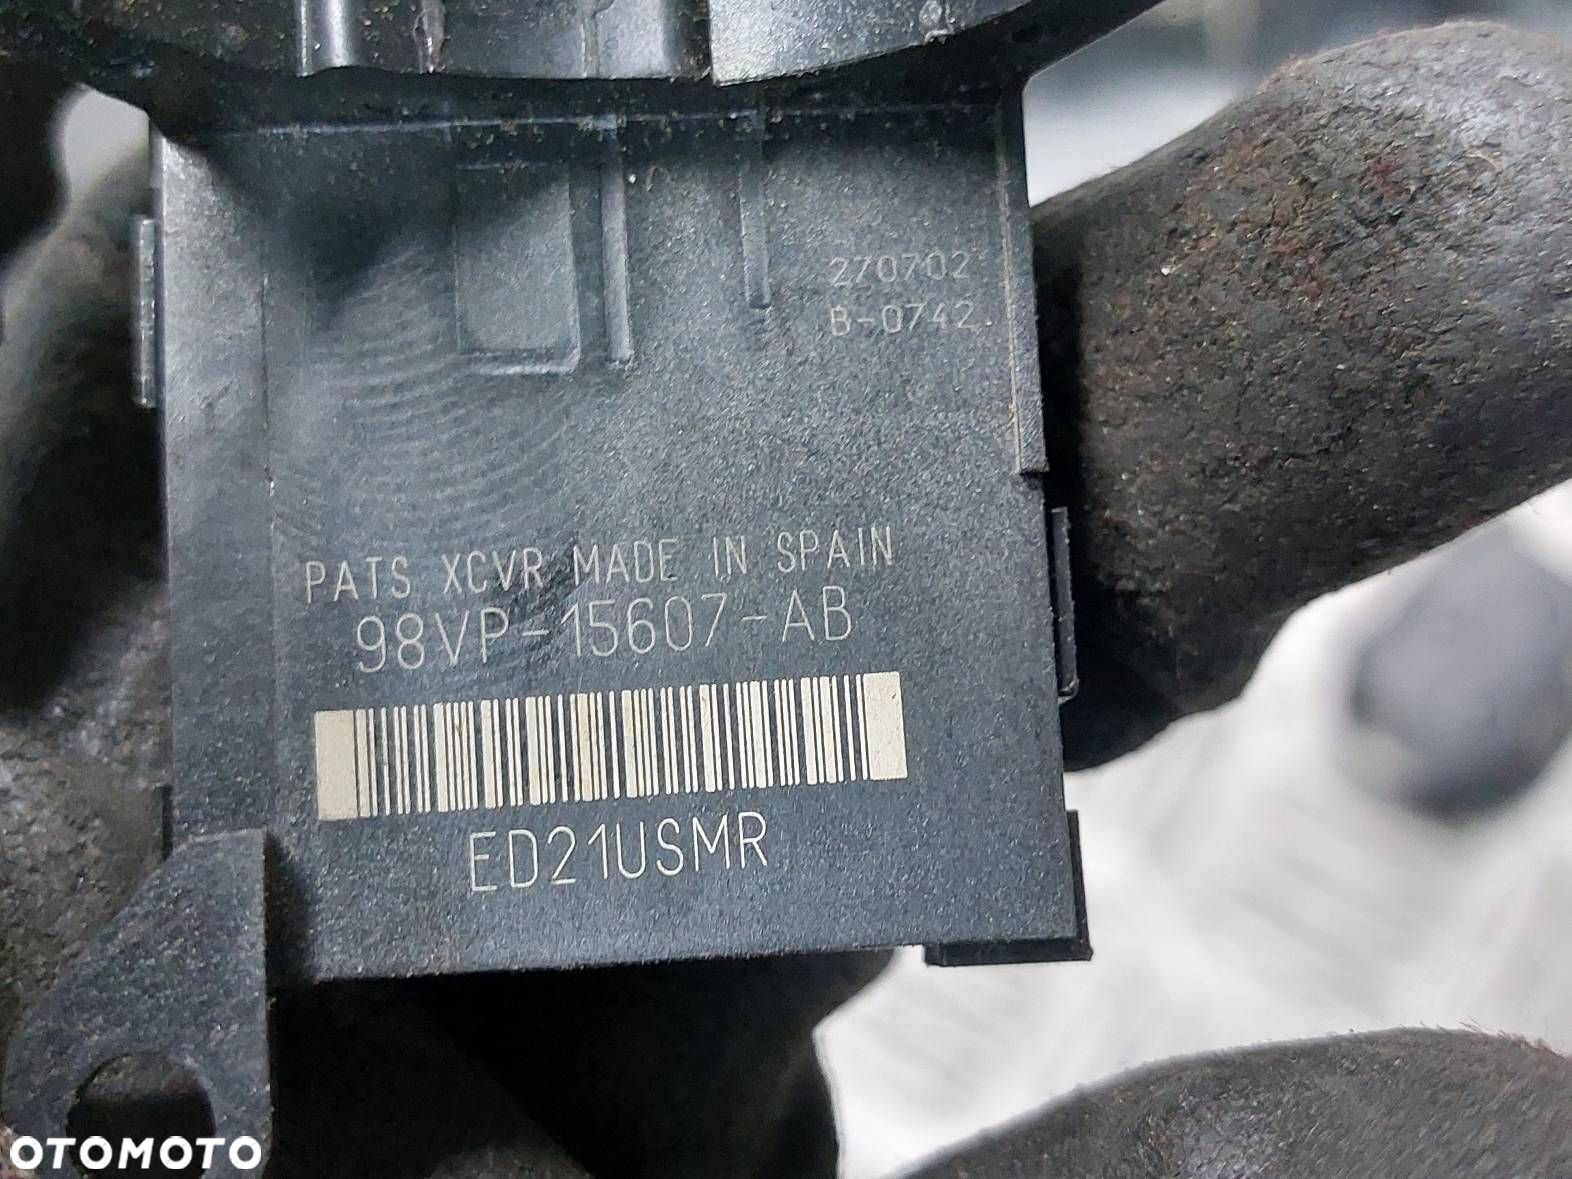 270702
B-0742
PATS XCVR MADE IN SPAIN
98VP-15607-AB
ED21USMR
OTOMOTO